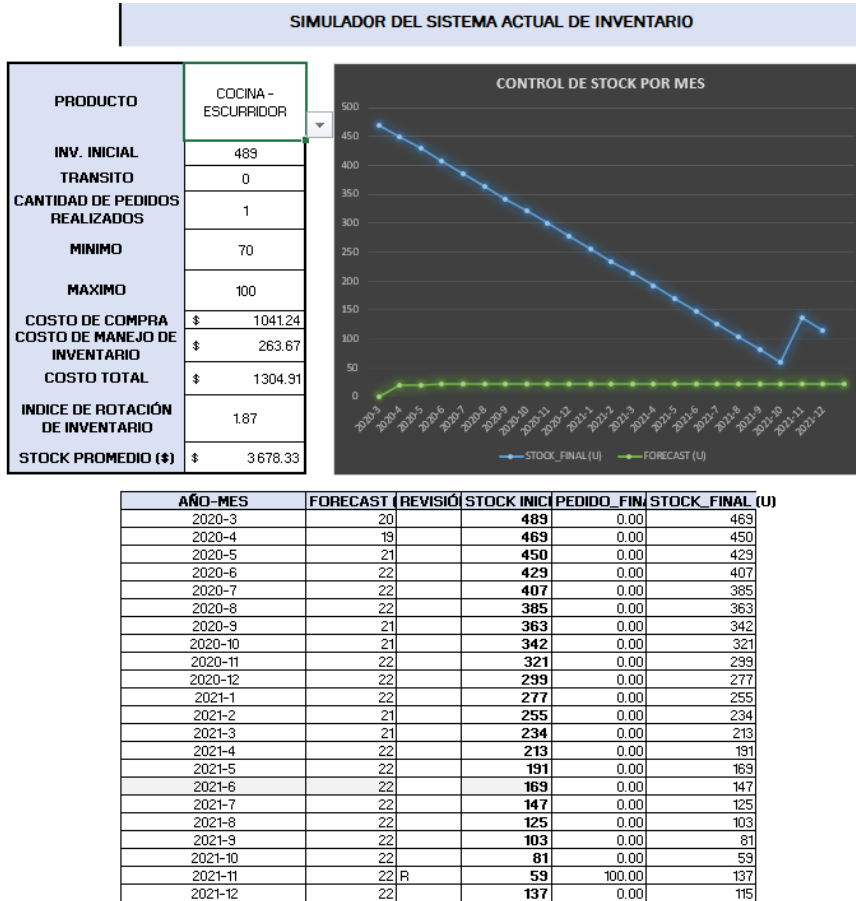 SIMULADOR DEL SISTEMA ACTUAL DE INVENTARIO
PRODUCTO COCINA - ESCURRIDOR
INV. INICIAL 489
TRANSITO 0
CANTIDAD DE PEDIDOS REALIZADOS 1
MINIMO 70
MAXIMO 100
COSTO DE COMPRA $ 1041.24
COSTO DE MANEJO DE INVENTARIO $ 263.67
COSTO TOTAL $ 1304.91
INDICE DE ROTACIÓN DE INVENTARIO 1.87
STOCK PROMEDIO ($) $ 3678.33
CONTROL DE STOCK POR MES
500
450
400
350
300
250
200
150
100
50
0
2020-3 2020-4 2020-5 2020-6 2020-7 2020-8 2020-9 2020-10 2020-11 2020-12 2021-1 2021-2 2021-3 2021-4 2021-5 2021-6 2021-7 2021-8 2021-9 2021-10 2021-11 2021-12
STOCK_FINAL (U) FORECAST (U)
AÑO-MES FORECAST ( REVISIÓ STOCK INICI PEDIDO_FIN STOCK_FINAL (U)
2020-3 20 489 0.00 469
2020-4 19 469 0.00 450
2020-5 21 450 0.00 429
2020-6 22 429 0.00 407
2020-7 22 407 0.00 385
2020-8 22 385 0.00 363
2020-9 21 363 0.00 342
2020-10 21 342 0.00 321
2020-11 22 321 0.00 299
2020-12 22 299 0.00 277
2021-1 22 277 0.00 255
2021-2 21 255 0.00 234
2021-3 21 234 0.00 213
2021-4 22 213 0.00 191
2021-5 22 191 0.00 169
2021-6 22 169 0.00 147
2021-7 22 147 0.00 125
2021-8 22 125 0.00 103
2021-9 22 103 0.00 81
2021-10 22 81 0.00 59
2021-11 22 R 59 100.00 137
2021-12 22 137 0.00 115